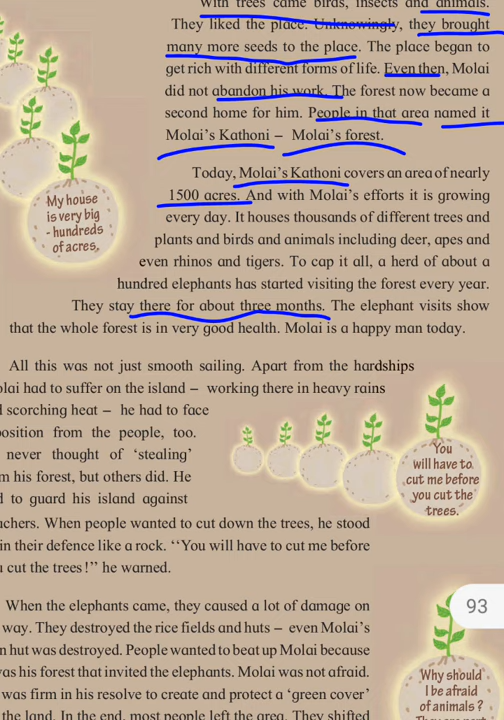 With trees came birds, insects and animals.
They liked the place. Unknowingly, they brought
many more seeds to the place. The place began to
get rich with different forms of life. Even then, Molai
did not abandon his work. The forest now became a
second home for him. People in that area named it
Molai's Kathoni – Molai's forest.
Today, Molai's Kathoni covers an area of nearly
1500 acres. And with Molai's efforts it is growing
every day. It houses thousands of different trees and
plants and birds and animals including deer, apes and
even rhinos and tigers. To cap it all, a herd of about a
hundred elephants has started visiting the forest every year.
They stay there for about three months. The elephant visits show
that the whole forest is in very good health. Molai is a happy man today.
My house
is very big
- hundreds
of acres.
All this was not just smooth sailing. Apart from the hardships
olai had to suffer on the island – working there in heavy rains
d scorching heat – he had to face
position from the people, too.
never thought of 'stealing'
m his forest, but others did. He
d to guard his island against
uchers. When people wanted to cut down the trees, he stood
in their defence like a rock. "You will have to cut me before
u cut the trees!" he warned.
You
will have to
cut me before
you cut the
trees.
93
When the elephants came, they caused a lot of damage on
way. They destroyed the rice fields and huts – even Molai's
n hut was destroyed. People wanted to beat up Molai because
was his forest that invited the elephants. Molai was not afraid.
was firm in his resolve to create and protect a 'green cover'
the land. In the end, most people left the area. They shifted
Why should
I be afraid
of animals ?
They are part